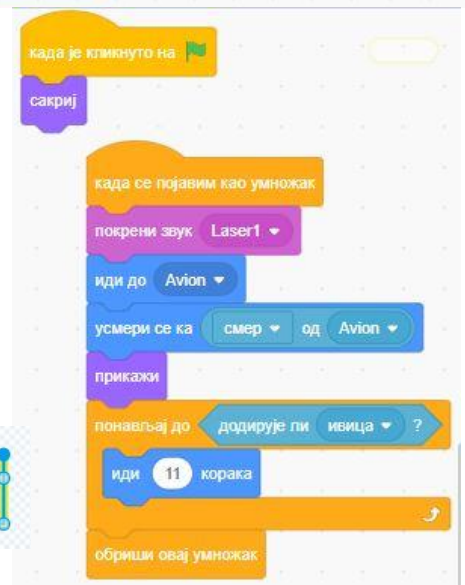 када је кликнуто на
сакриј
када се појавим као умножак
покрени звук Laser1
иди до Avion
усмери се ка смер од Avion
прикажи
понављај до додирује ли ивица ?
иди 11 корака
обриши овај умножак